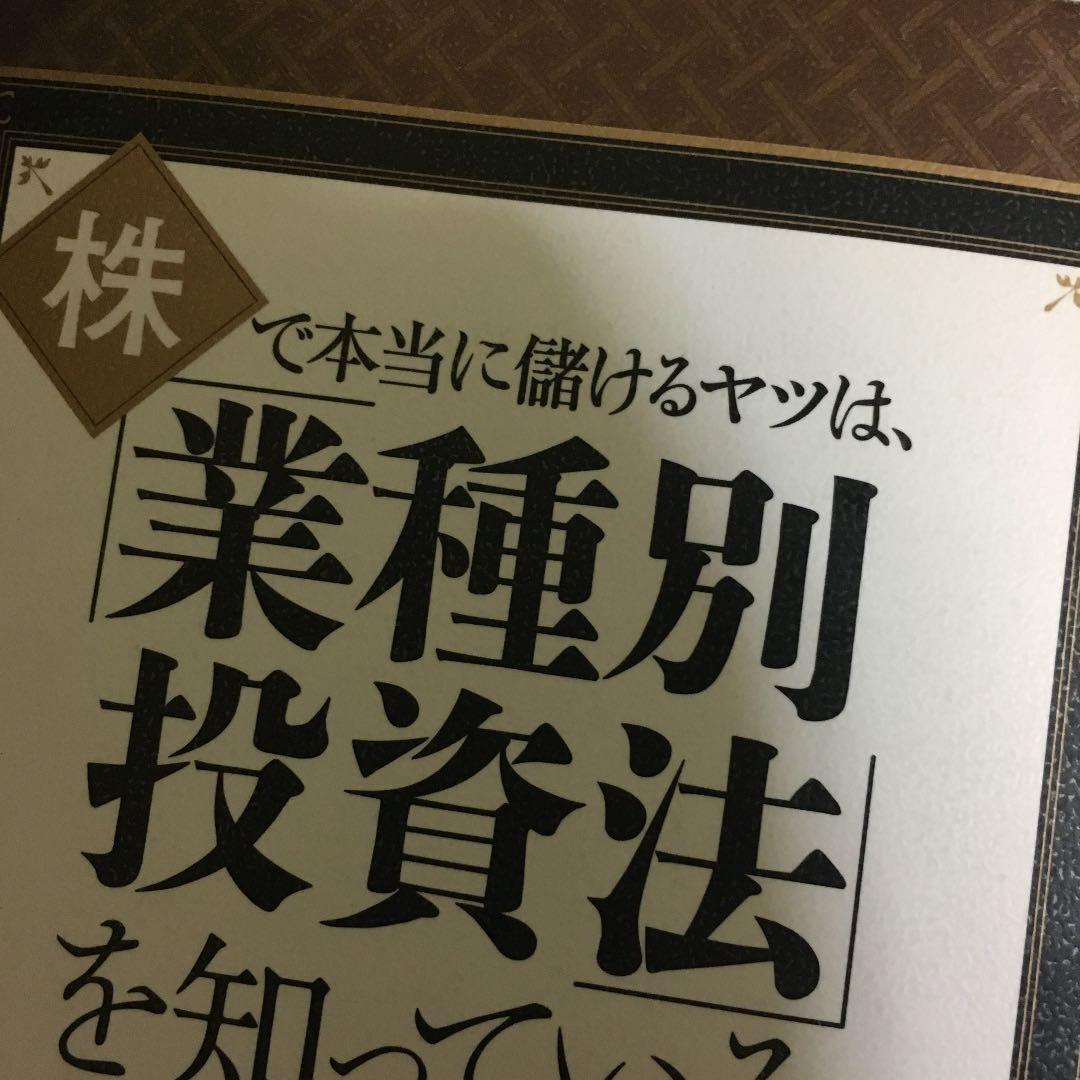 株で本当に儲けるヤツは、
「業種別
投資法」
を知っている